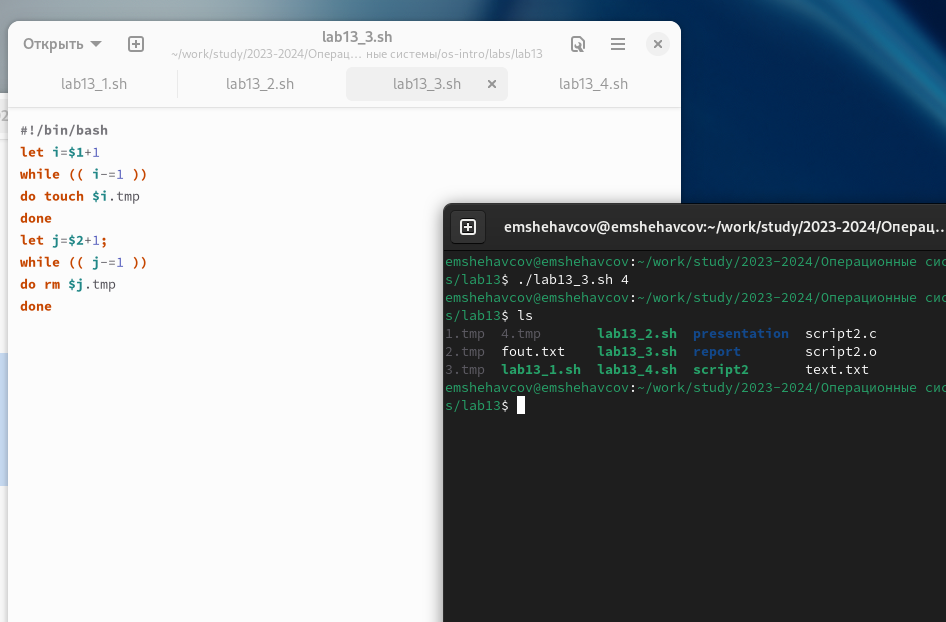 Открыть
lab13_3.sh
~/work/study/2023-2024/Операц… ные системы/os-intro/labs/lab13
lab13_1.sh
lab13_2.sh
lab13_3.sh
lab13_4.sh
#!/bin/bash
let i=$1+1
while (( i-=1 ))
do touch $i.tmp
done
let j=$2+1;
while (( j-=1 ))
do rm $j.tmp
done
emshehavcov@emshehavcov:~/work/study/2023-2024/Операц…
emshehavcov@emshehavcov:~/work/study/2023-2024/Операционные сис
s/lab13$ ./lab13_3.sh 4
emshehavcov@emshehavcov:~/work/study/2023-2024/Операционные сис
s/lab13$ ls
1.tmp 4.tmp lab13_2.sh presentation script2.c
2.tmp fout.txt lab13_3.sh report script2.o
3.tmp lab13_1.sh lab13_4.sh script2 text.txt
emshehavcov@emshehavcov:~/work/study/2023-2024/Операционные сис
s/lab13$